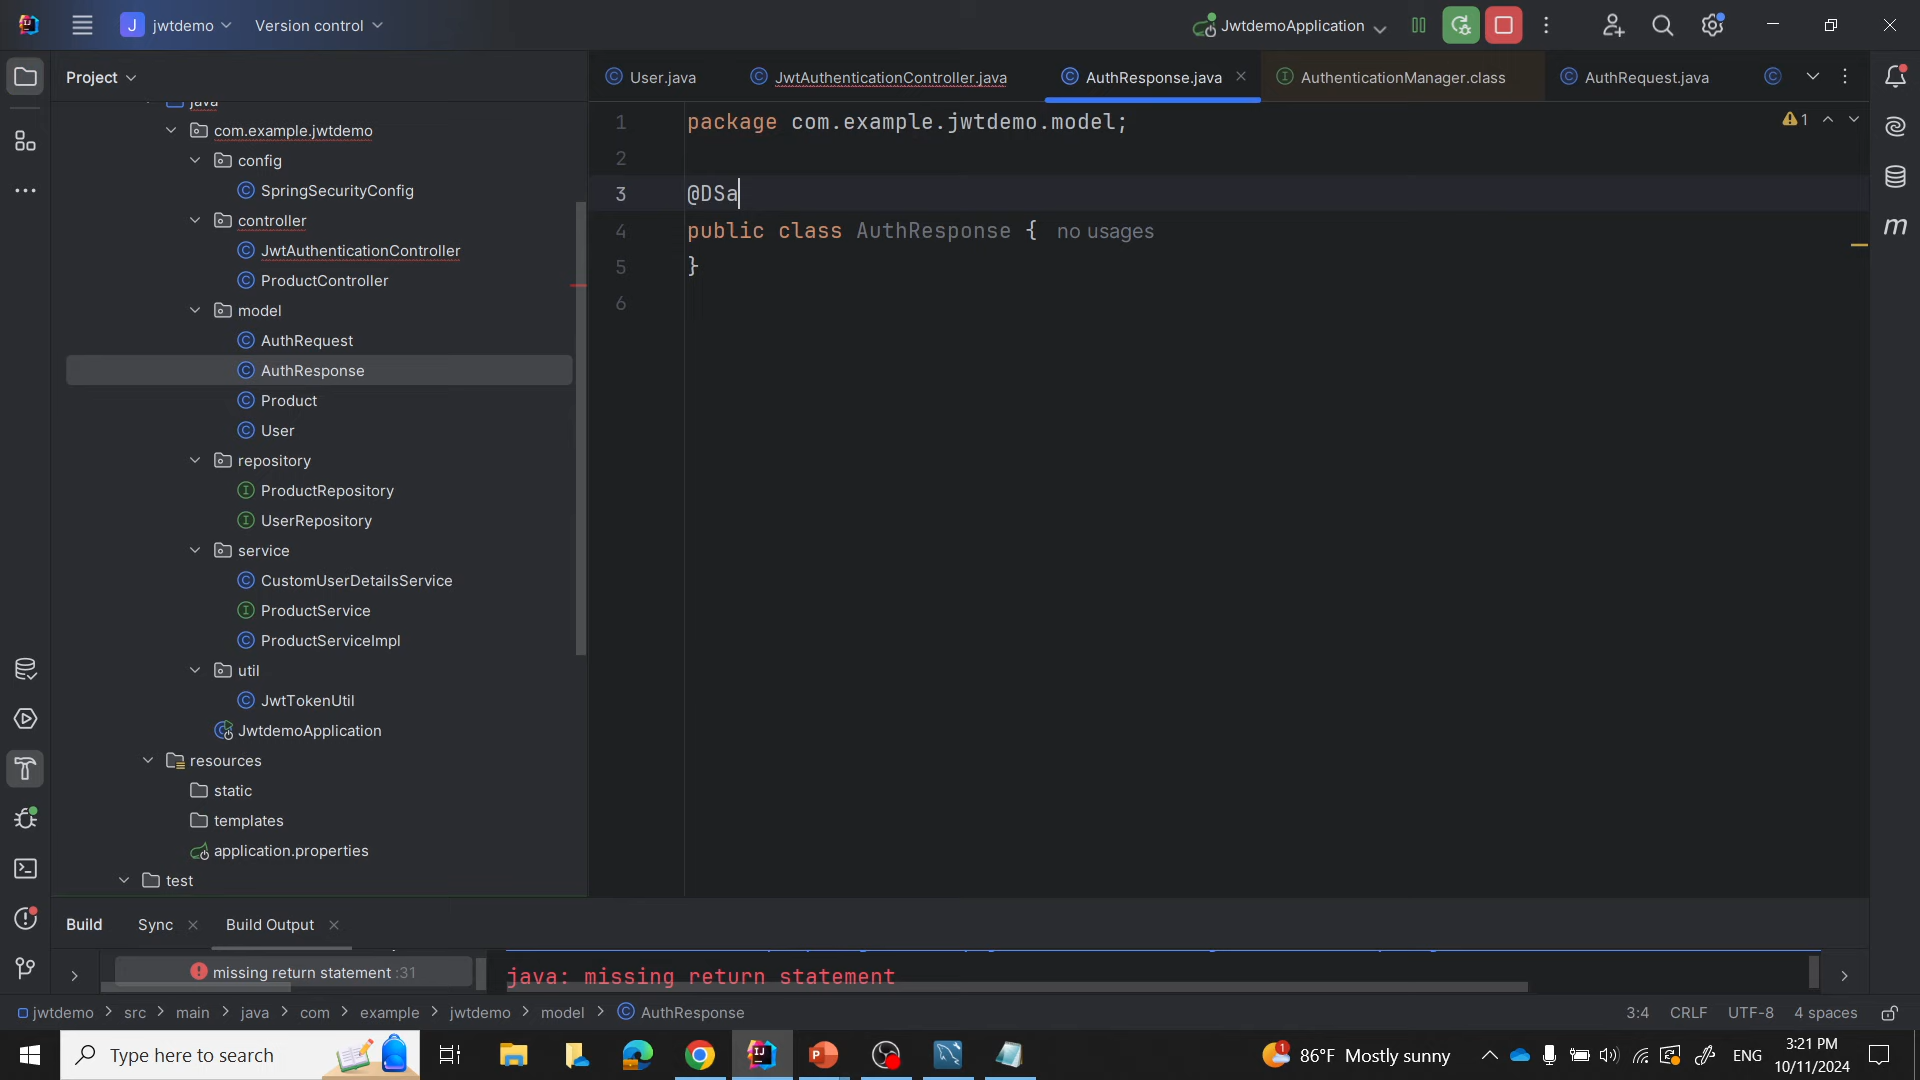 J jwtdemo Version control JwtdemoApplication
Project
User.java JwtAuthenticationController.java AuthResponse.java AuthenticationManager.class AuthRequest.java
java
com.example.jwtdemo
config
SpringSecurityConfig
controller
JwtAuthenticationController
ProductController
model
AuthRequest
AuthResponse
Product
User
repository
ProductRepository
UserRepository
service
CustomUserDetailsService
ProductService
ProductServiceImpl
util
JwtTokenUtil
JwtdemoApplication
resources
static
templates
application.properties
test
1 package com.example.jwtdemo.model;
2
3 @DSa
4 public class AuthResponse { no usages
5 }
6
1
m
Build Sync Build Output
missing return statement :31
java: missing return statement
jwtdemo > src > main > java > com > example > jwtdemo > model > AuthResponse
3:4 CRLF UTF-8 4 spaces
Type here to search
1 86°F Mostly sunny ENG
3:21 PM
10/11/2024